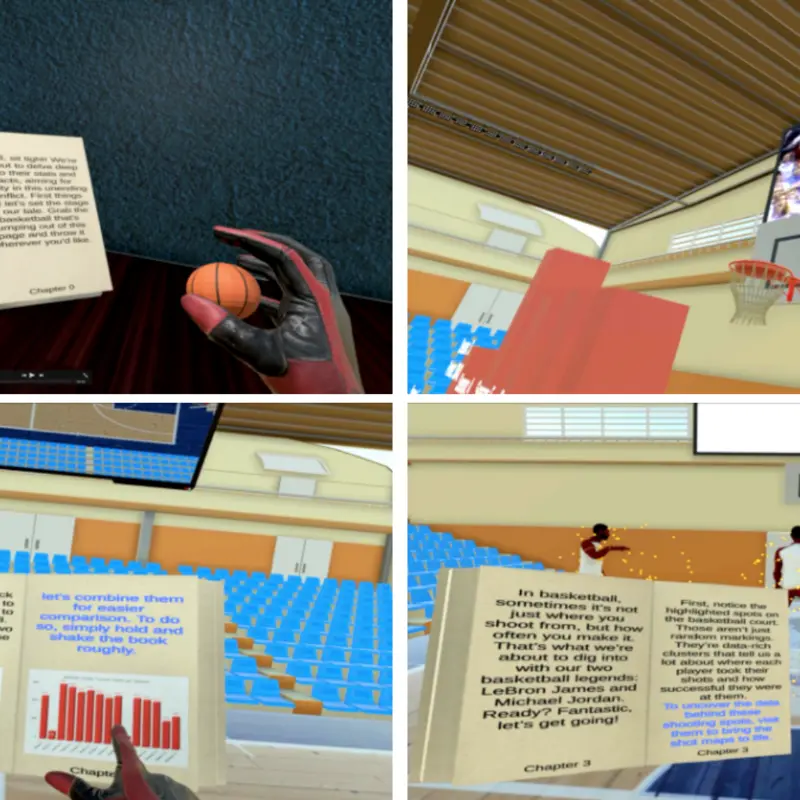 t, sit tight! We're
out to delve deep
o their stats and
acts, aiming for
ity in this unending
nflict. First things
let's set the stage
our tale. Grab the
basketball that's
umping out of this
page and throw it
wherever you'd like.
Chapter 0
ck
to
to
let's combine them
for easier
comparison. To do
so, simply hold and
shake the book
roughly.
Chapte
In basketball,
sometimes it's not
just where you
shoot from, but how
often you make it.
That's what we're
about to dig into
with our two
basketball legends:
LeBron James and
Michael Jordan.
Ready? Fantastic,
let's get going!
Chapter 3
First, notice the
highlighted spots on
the basketball court.
Those aren't just
random markings.
They're data-rich
clusters that tell us a
lot about where each
player took their
shots and how
successful they were
at them.
To uncover the data
behind these
shooting spots, visit
them to bring the
shot maps to life.
Chapter 3